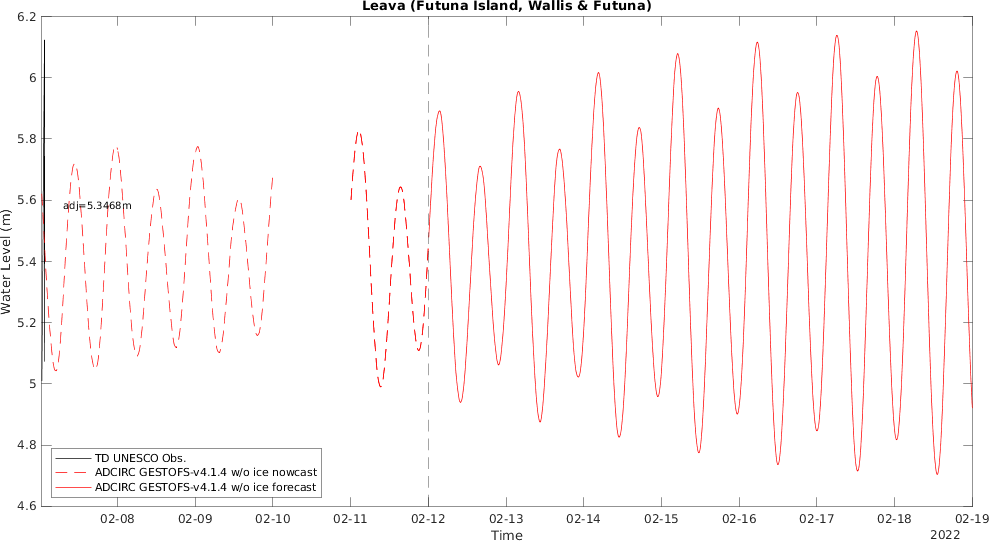 Leava (Futuna Island, Wallis & Futuna)
6.2
6
5.8
5.6
5.4
5.2
5
4.8
4.6
Water Level (m)
adj=5.3468m
TD UNESCO Obs.
ADCIRC GESTOFS-v4.1.4 w/o ice nowcast
ADCIRC GESTOFS-v4.1.4 w/o ice forecast
02-08 02-09 02-10 02-11 02-12 02-13 02-14 02-15 02-16 02-17 02-18 02-19
Time
2022